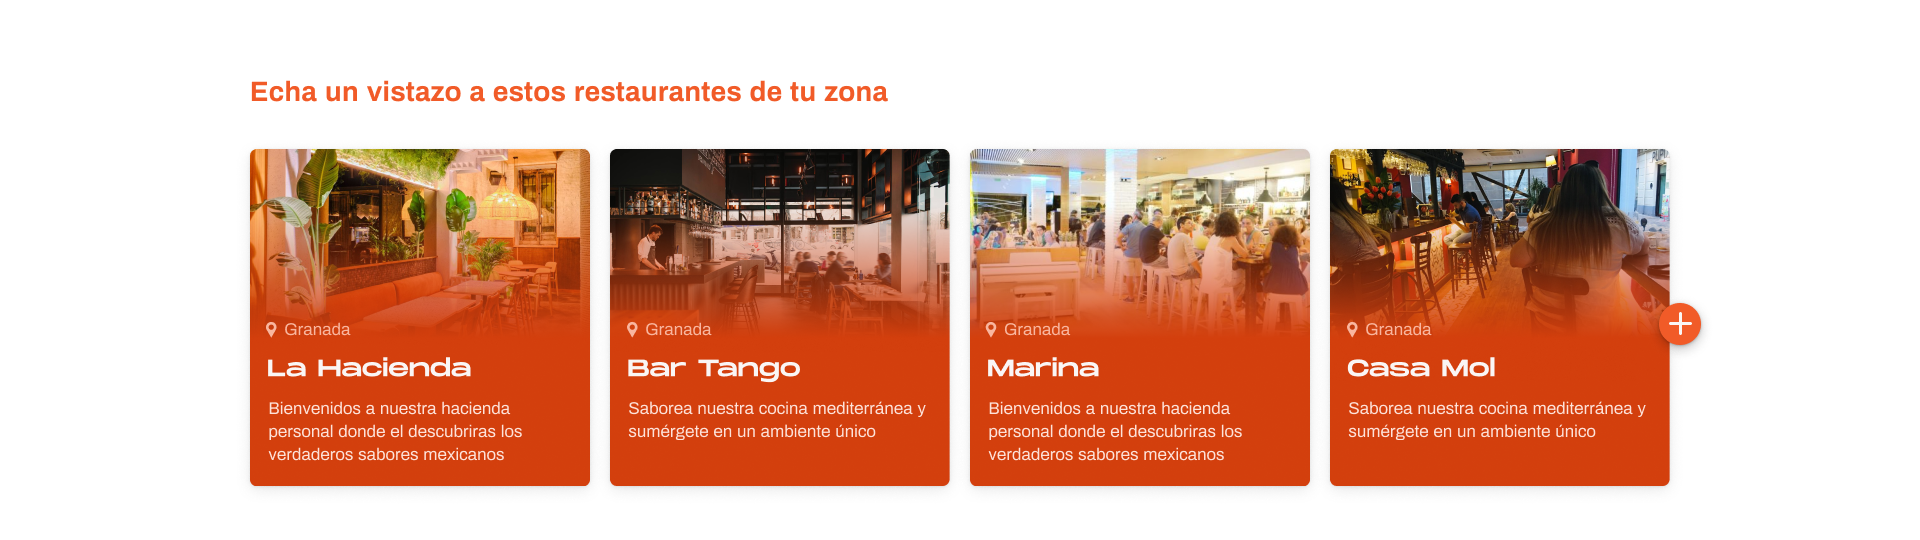 Echa un vistazo a estos restaurantes de tu zona
Granada
La Hacienda
Bienvenidos a nuestra hacienda
personal donde el descubriras los
verdaderos sabores mexicanos
Granada
Bar Tango
Saborea nuestra cocina mediterránea y
sumérgete en un ambiente único
Granada
Marina
Bienvenidos a nuestra hacienda
personal donde el descubriras los
verdaderos sabores mexicanos
Granada
Casa Mol
Saborea nuestra cocina mediterránea y
sumérgete en un ambiente único